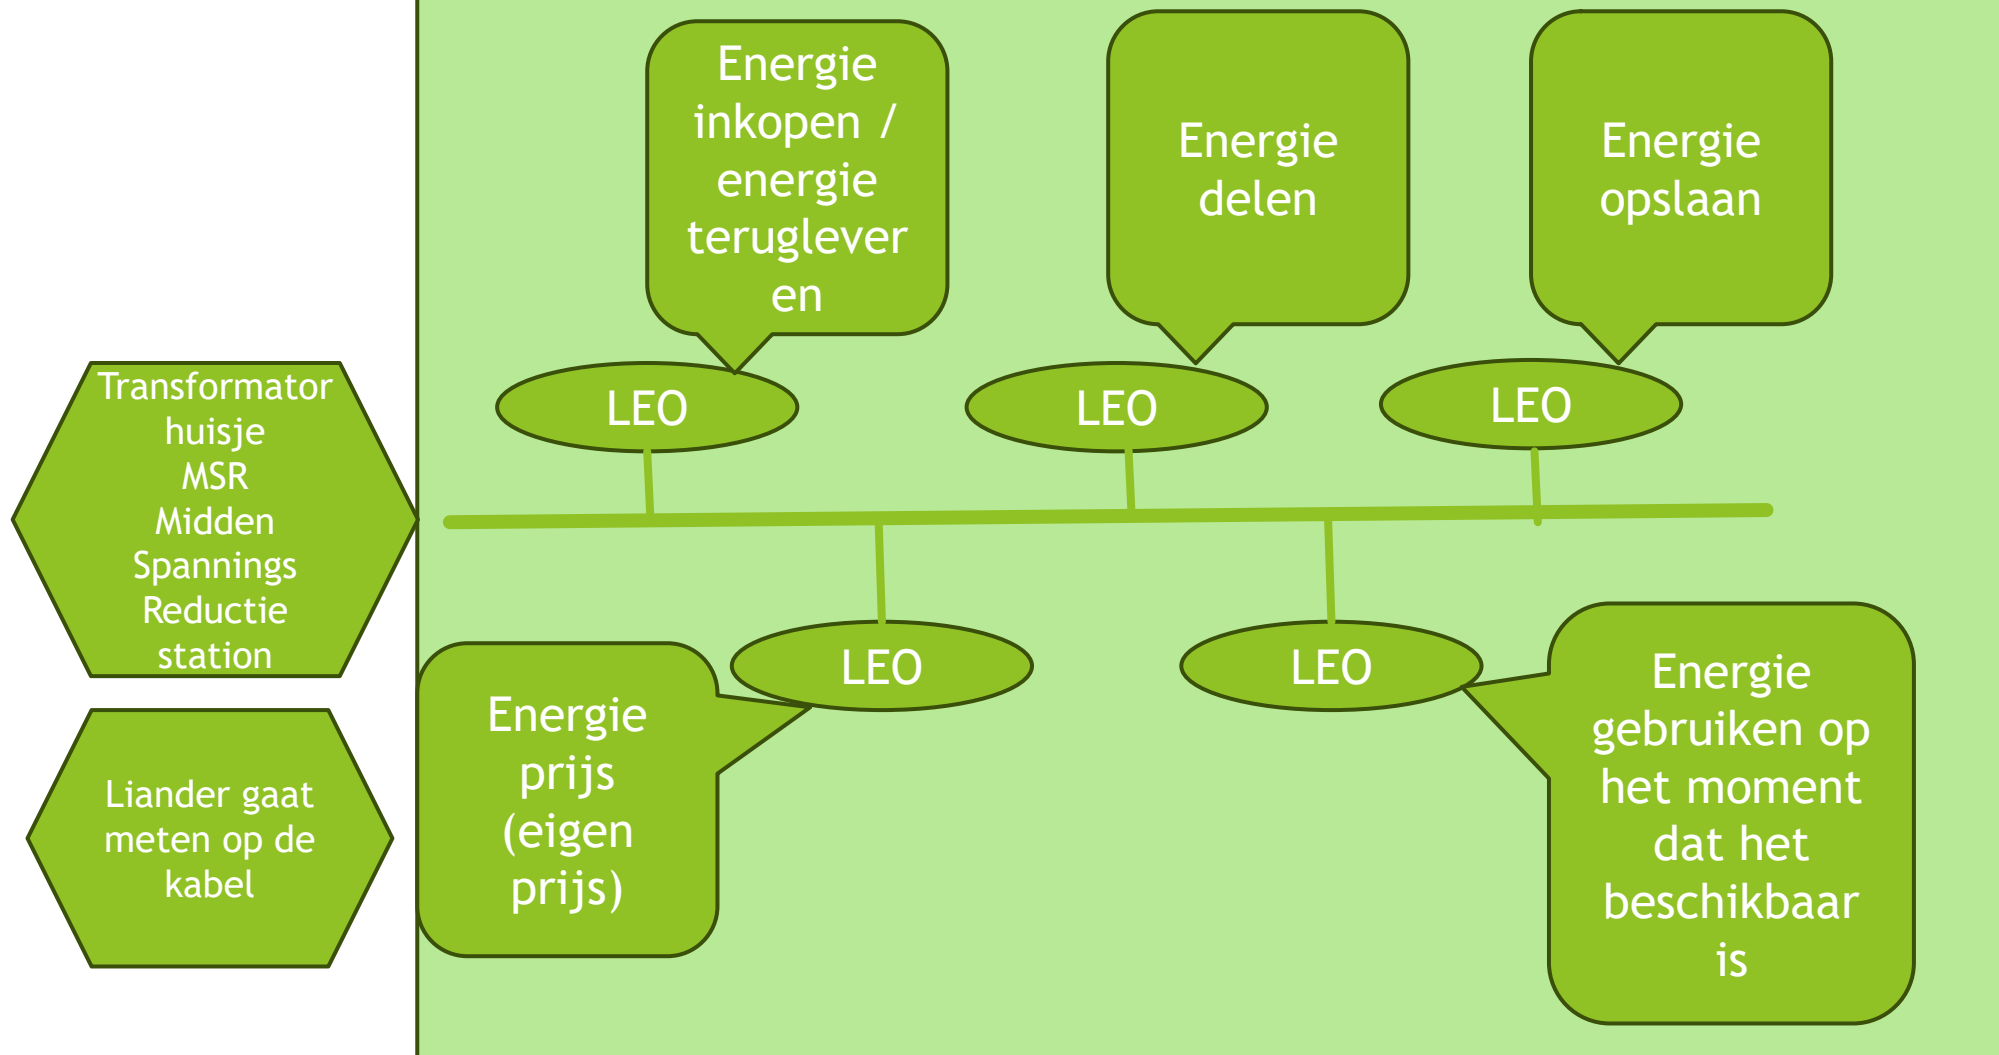 Energie
inkopen /
energie
teruglever
en
Energie
delen
Energie
opslaan
LEO
LEO
LEO
Transformator
huisje
MSR
Midden
Spannings
Reductie
station
LEO
LEO
Energie
prijs
(eigen
prijs)
Energie
gebruiken op
het moment
dat het
beschikbaar
is
Liander gaat
meten op de
kabel